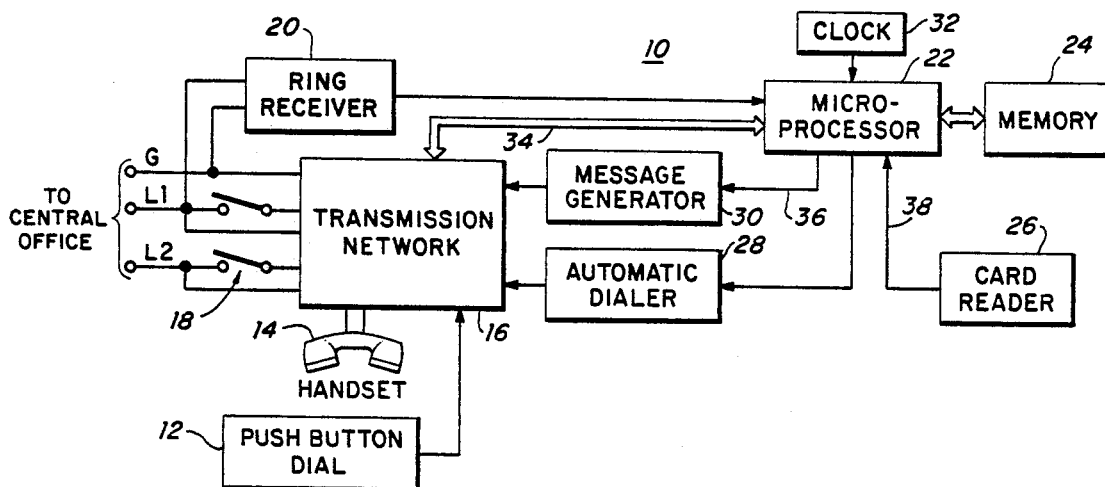 20
10
CLOCK
32
22
24
RING
RECEIVER
MICRO-
PROCESSOR
MEMORY
34
G
TO
CENTRAL
OFFICE
L1
L2
TRANSMISSION
NETWORK
MESSAGE
GENERATOR
30
36
38
28
26
AUTOMATIC
DIALER
CARD
READER
18
14
16
HANDSET
12
PUSH BUTTON
DIAL